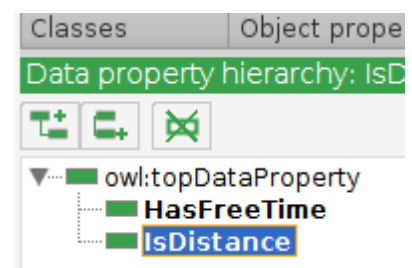 Classes Object prope
Data property hierarchy: IsD
owl:topDataProperty
HasFreeTime
IsDistance